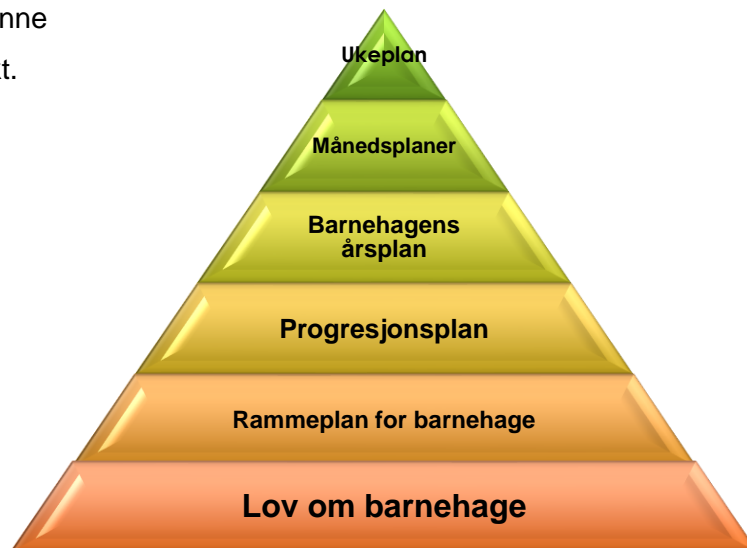 nne
t.
Ukeplan
Månedsplaner
Barnehagens
årsplan
Progresjonsplan
Rammeplan for barnehage
Lov om barnehage